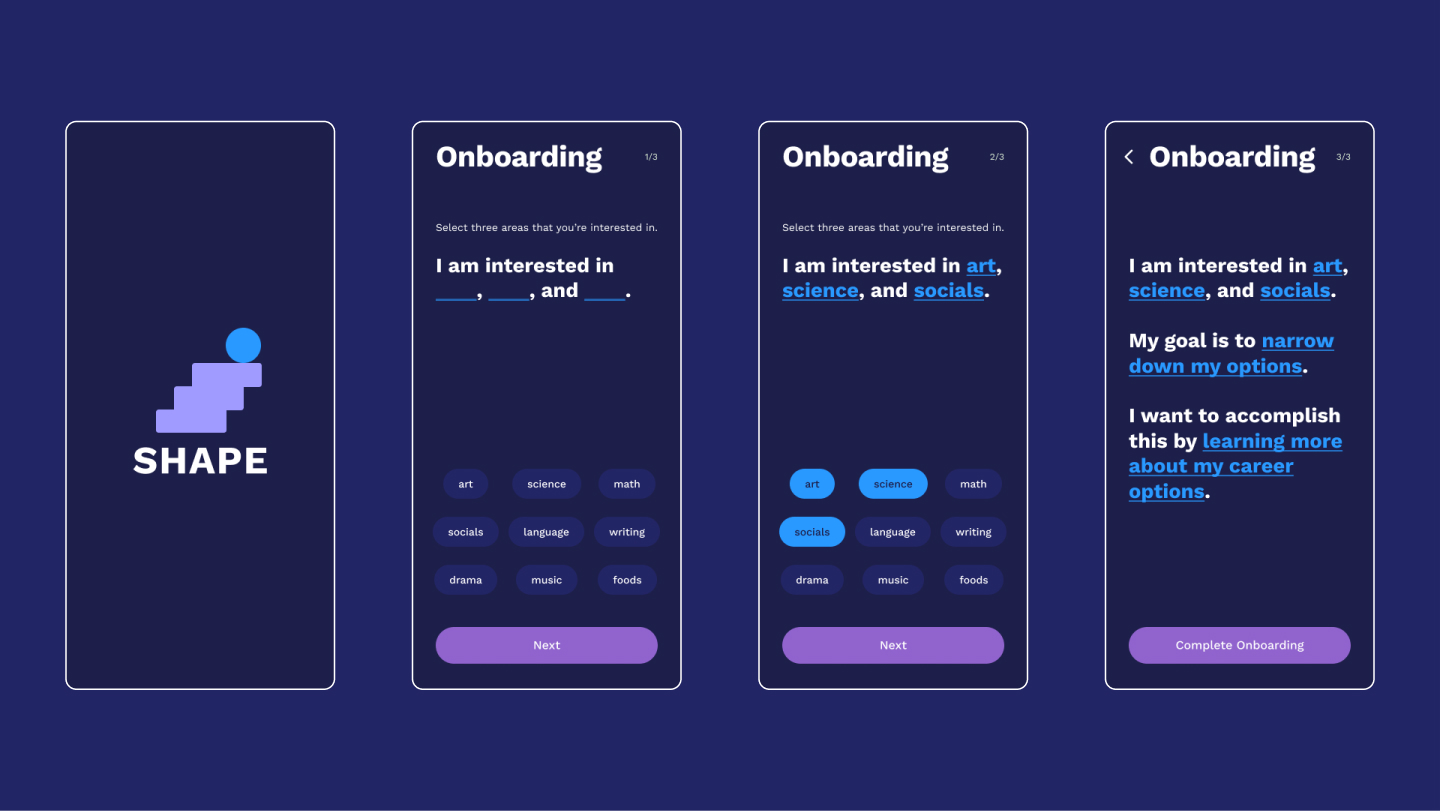 SHAPE
Onboarding
1/3
Select three areas that you’re interested in.
I am interested in
____, ____, and ____.
art
science
math
socials
language
writing
drama
music
foods
Next
Onboarding
2/3
Select three areas that you’re interested in.
I am interested in art,
science, and socials.
art
science
math
socials
language
writing
drama
music
foods
Next
Onboarding
3/3
I am interested in art,
science, and socials.
My goal is to narrow
down my options.
I want to accomplish
this by learning more
about my career
options.
Complete Onboarding